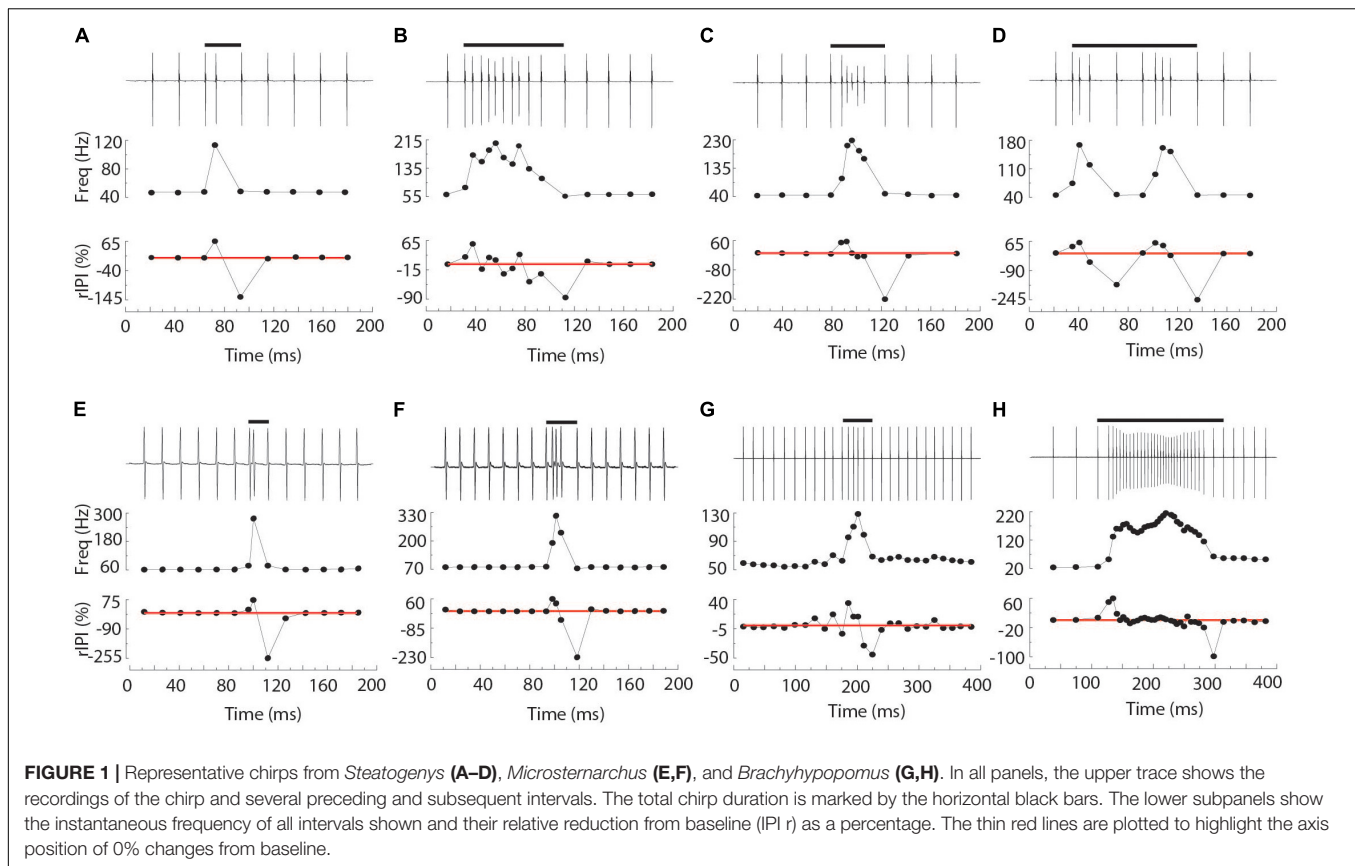 A
B
C
D
120
80
40
Freq (Hz)
65
-40
-145
rIPI (%)
0 40 80 120 160 200
Time (ms)
215
135
55
65
-15
-90
0 40 80 120 160 200
Time (ms)
230
135
40
60
-80
-220
0 40 80 120 160 200
Time (ms)
180
110
40
65
-90
-245
0 40 80 120 160 200
Time (ms)
E
F
G
H
300
180
60
Freq (Hz)
75
-90
-255
rIPI (%)
0 40 80 120 160 200
Time (ms)
330
200
70
60
-85
-230
0 40 80 120 160 200
Time (ms)
130
90
50
40
-5
-50
0 100 200 300 400
Time (ms)
220
120
20
60
-20
-100
0 100 200 300 400
Time (ms)
FIGURE 1 | Representative chirps from Steatogenys (A–D), Microsternarchus (E,F), and Brachyhypopomus (G,H). In all panels, the upper trace shows the
recordings of the chirp and several preceding and subsequent intervals. The total chirp duration is marked by the horizontal black bars. The lower subpanels show
the instantaneous frequency of all intervals shown and their relative reduction from baseline (IPI r) as a percentage. The thin red lines are plotted to highlight the axis
position of 0% changes from baseline.